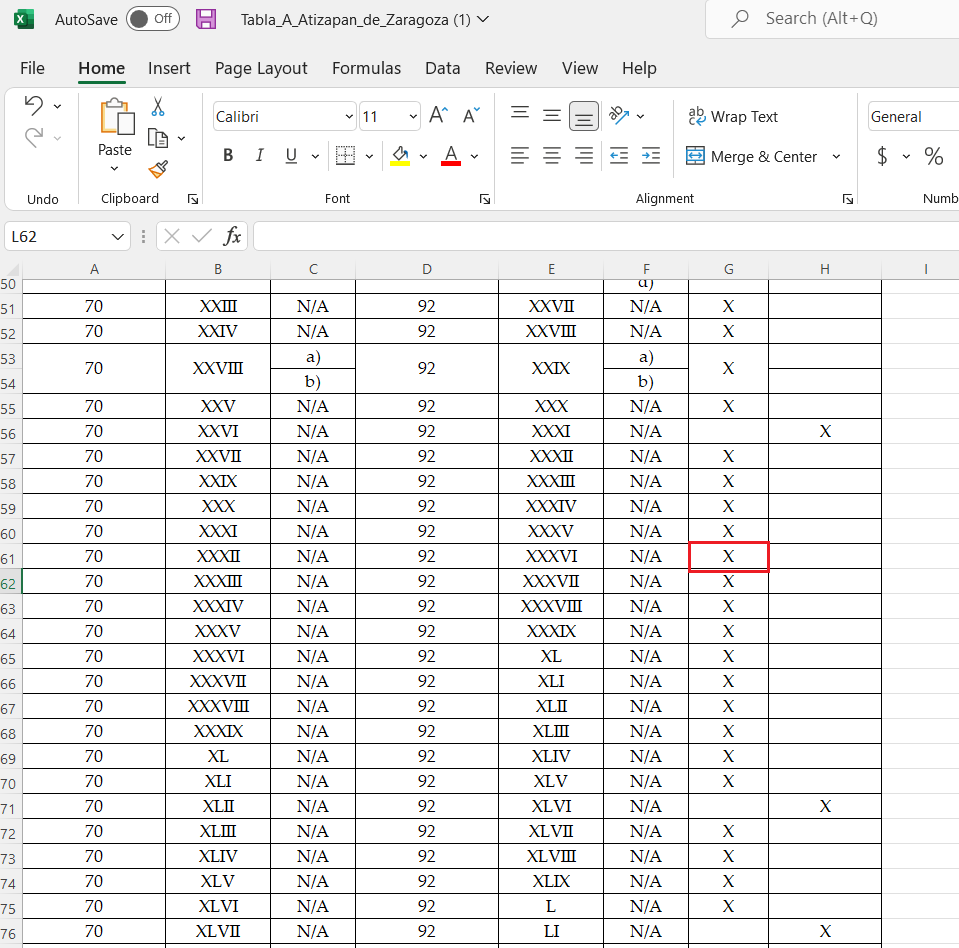 AutoSave Off Tabla_A_Atizapan_de_Zaragoza (1) Search (Alt+Q)
File Home Insert Page Layout Formulas Data Review View Help
Calibri 11 A A ab Wrap Text General
Paste B I U A Merge & Center $ %
Undo Clipboard Font Alignment Numb
L62 fx
A B C D E F G H I
50 d)
51 70 XXIII N/A 92 XXVII N/A X
52 70 XXIV N/A 92 XXVIII N/A X
53 a) a)
70 XXVIII 92 XXIX X
54 b) b)
55 70 XXV N/A 92 XXX N/A X
56 70 XXVI N/A 92 XXXI N/A X
57 70 XXVII N/A 92 XXXII N/A X
58 70 XXIX N/A 92 XXXIII N/A X
59 70 XXX N/A 92 XXXIV N/A X
60 70 XXXI N/A 92 XXXV N/A X
61 70 XXXII N/A 92 XXXVI N/A X
62 70 XXXIII N/A 92 XXXVII N/A X
63 70 XXXIV N/A 92 XXXVIII N/A X
64 70 XXXV N/A 92 XXXIX N/A X
65 70 XXXVI N/A 92 XL N/A X
66 70 XXXVII N/A 92 XLI N/A X
67 70 XXXVIII N/A 92 XLII N/A X
68 70 XXXIX N/A 92 XLIII N/A X
69 70 XL N/A 92 XLIV N/A X
70 70 XLI N/A 92 XLV N/A X
71 70 XLII N/A 92 XLVI N/A X
72 70 XLIII N/A 92 XLVII N/A X
73 70 XLIV N/A 92 XLVIII N/A X
74 70 XLV N/A 92 XLIX N/A X
75 70 XLVI N/A 92 L N/A X
76 70 XLVII N/A 92 LI N/A X